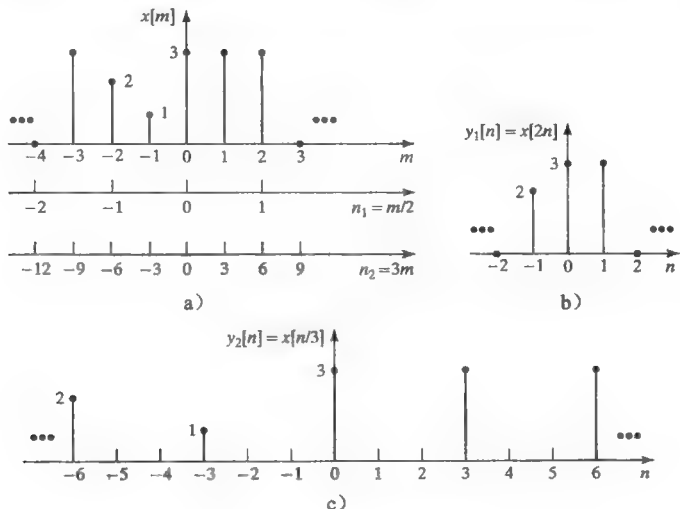 x[m]
3
2
1
•••
•••
-4 -3 -2 -1 0 1 2 3 m
-2 -1 0 1 n₁ = m/2
-12 -9 -6 -3 0 3 6 9 n₂=3m
a）
y₁[n] = x[2n]
3
2
•••
•••
-2 -1 0 1 2 n
b）
y₂[n] = x[n/3]
3
2
1
•••
•••
-6 -5 -4 -3 -2 -1 0 1 2 3 4 5 6 n
c）